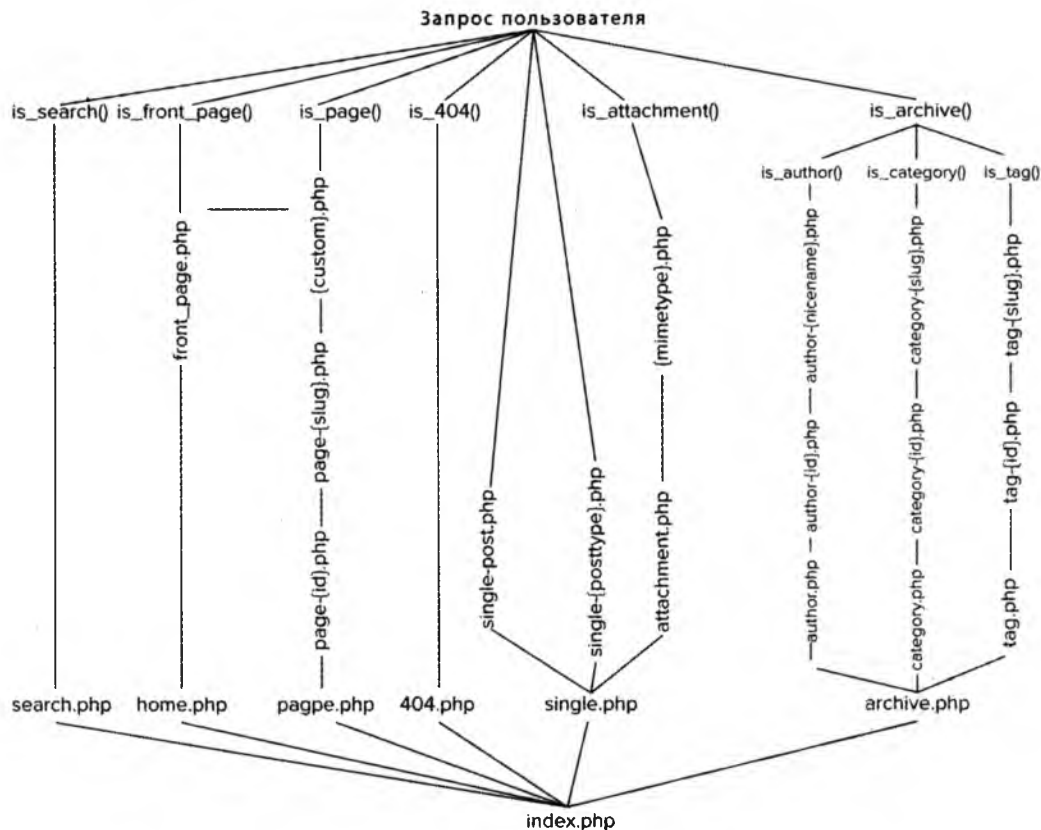 Запрос пользователя
is_search() is_front_page() is_page() is_404() is_attachment() is_archive()
is_author() is_category() is_tag()
front_page.php
{custom}.php
page-{slug}.php
page-{id}.php
single-post.php
single-{posttype}.php
{mimetype}.php
attachment.php
author-{nicename}.php
author-{id}.php
author.php
category-{slug}.php
category-{id}.php
category.php
tag-{slug}.php
tag-{id}.php
tag.php
search.php home.php pagpe.php 404.php single.php archive.php
index.php